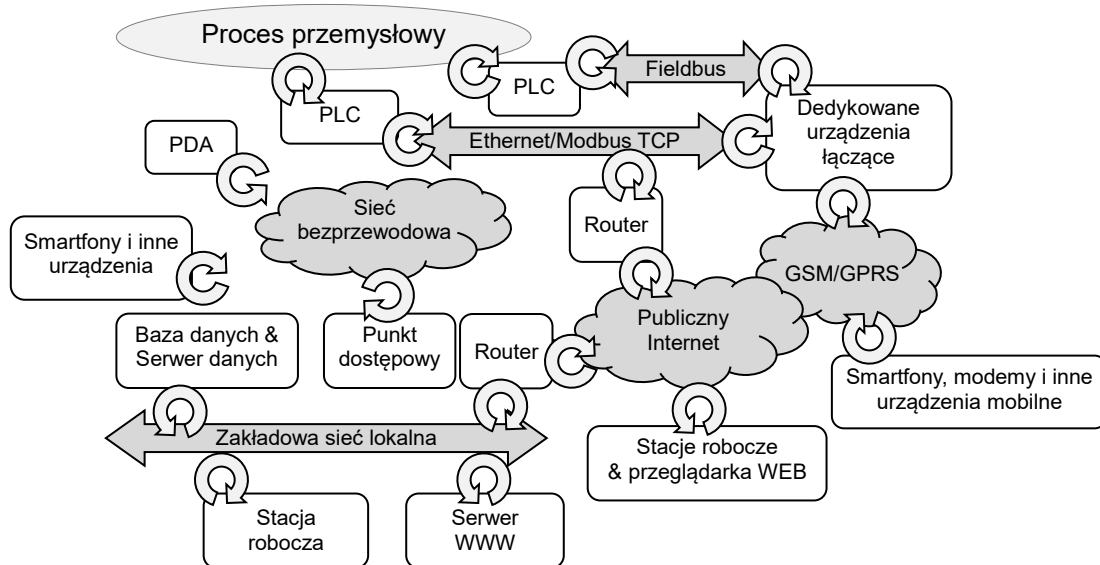 Proces przemysłowy
PLC
Fieldbus
PLC
Dedykowane
urządzenia
łączące
Ethernet/Modbus TCP
PDA
Sieć
bezprzewodowa
Router
Smartfony i inne
urządzenia
GSM/GPRS
Baza danych &
Serwer danych
Punkt
dostępowy
Router
Publiczny
Internet
Smartfony, modemy i inne
urządzenia mobilne
Zakładowa sieć lokalna
Stacje robocze
& przeglądarka WEB
Stacja
robocza
Serwer
WWW